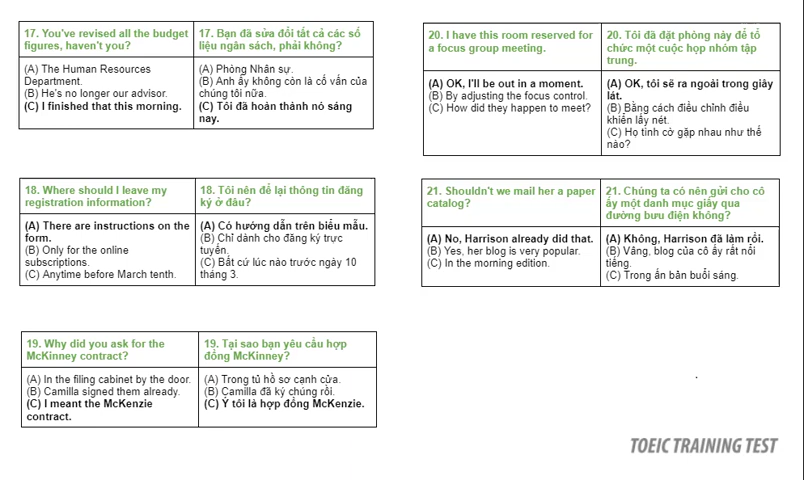 17. You've revised all the budget
figures, haven't you?
17. Bạn đã sửa đổi tất cả các số
liệu ngân sách, phải không?
(A) The Human Resources
Department.
(B) He's no longer our advisor.
(C) I finished that this morning.
(A) Phòng Nhân sự.
(B) Anh ấy không còn là cố vấn của
chúng tôi nữa.
(C) Tôi đã hoàn thành nó sáng
nay.
18. Where should I leave my
registration information?
18. Tôi nên để lại thông tin đăng
ký ở đâu?
(A) There are instructions on the
form.
(B) Only for the online
subscriptions.
(C) Anytime before March tenth.
(A) Có hướng dẫn trên biểu mẫu.
(B) Chỉ dành cho đăng ký trực
tuyến.
(C) Bất cứ lúc nào trước ngày 10
tháng 3.
19. Why did you ask for the
McKinney contract?
19. Tại sao bạn yêu cầu hợp
đồng McKinney?
(A) In the filing cabinet by the door.
(B) Camilla signed them already.
(C) I meant the McKenzie
contract.
(A) Trong tủ hồ sơ cạnh cửa.
(B) Camilla đã ký chúng rồi.
(C) Ý tôi là hợp đồng McKenzie.
20. I have this room reserved for
a focus group meeting.
20. Tôi đã đặt phòng này để tổ
chức một cuộc họp nhóm tập
trung.
(A) OK, I'll be out in a moment.
(B) By adjusting the focus control.
(C) How did they happen to meet?
(A) OK, tôi sẽ ra ngoài trong giây
lát.
(B) Bằng cách điều chỉnh điều
khiển lấy nét.
(C) Họ tình cờ gặp nhau như thế
nào?
21. Shouldn't we mail her a paper
catalog?
21. Chúng ta có nên gửi cho cô
ấy một danh mục giấy qua
đường bưu điện không?
(A) No, Harrison already did that.
(B) Yes, her blog is very popular.
(C) In the morning edition.
(A) Không, Harrison đã làm rồi.
(B) Vâng, blog của cô ấy rất nổi
tiếng.
(C) Trong ấn bản buổi sáng.
TOEIC TRAINING TEST